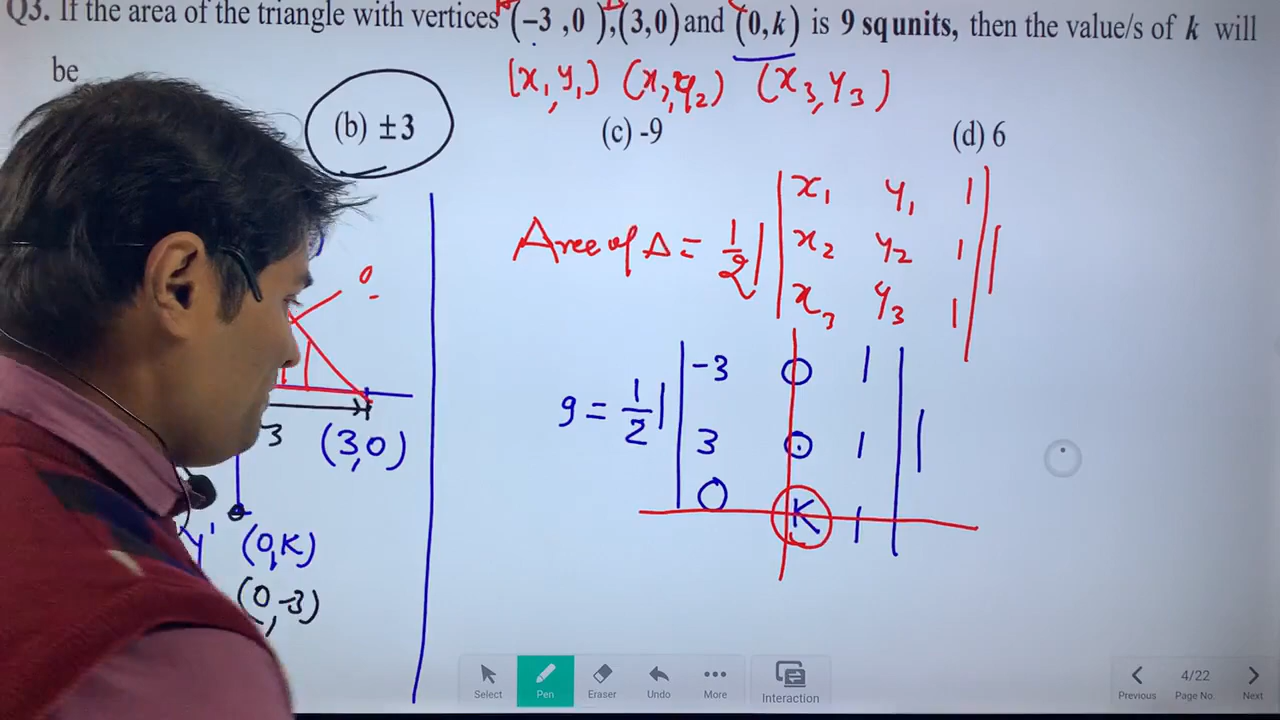 Q3. If the area of the triangle with vertices (−3 ,0 ),(3,0) and (0,k) is 9 squnits, then the value/s of k will
be
(x₁, y₁) (x₂, y₂) (x₃, y₃)
(b) ±3 (c) -9 (d) 6
Area of Δ = 1/2 | | x₁ y₁ 1 | |
x₂ y₂ 1
x₃ y₃ 1
0
9 = 1/2 | | -3 0 1 | |
3 0 1
0 K 1
3 (3,0)
y' (0,K)
(0,-3)
Select Pen Eraser Undo More Interaction
Previous 4/22 Page No. Next